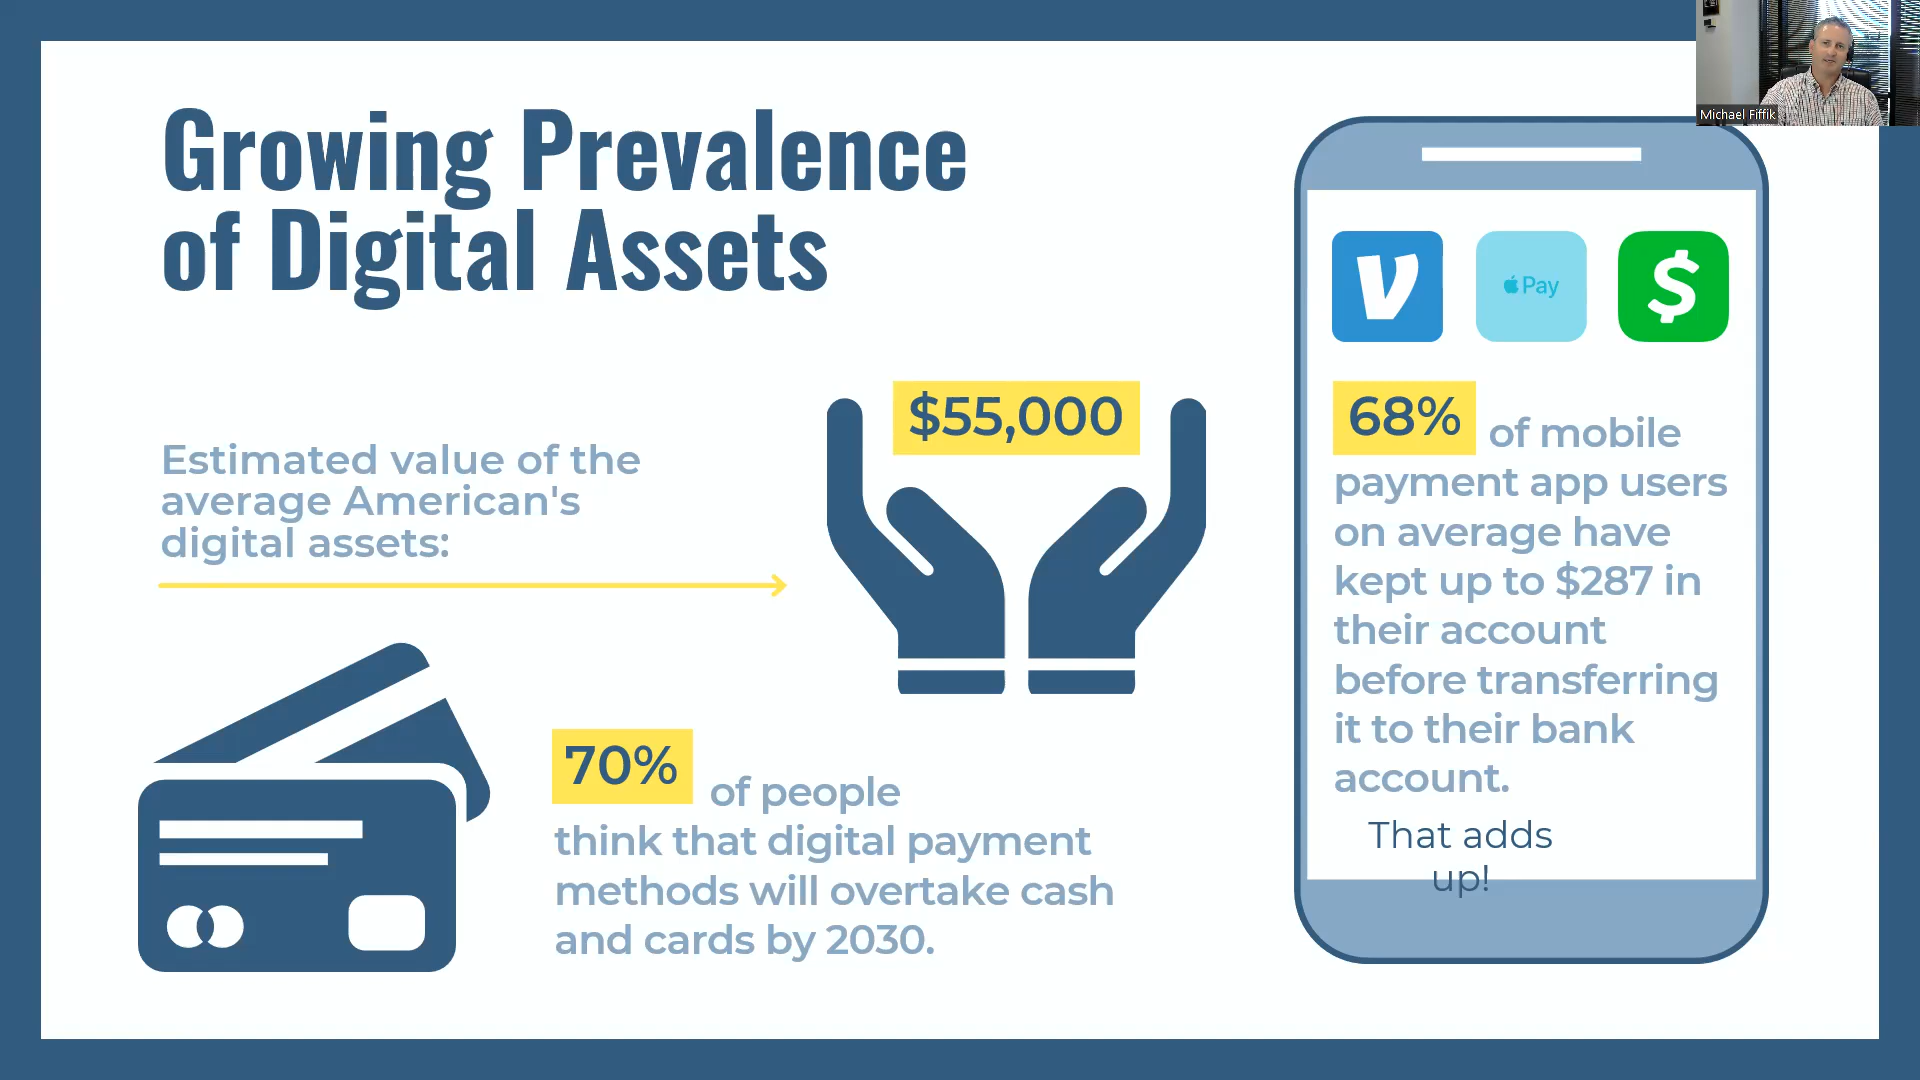 Michael Fiffik
Growing Prevalence
of Digital Assets
Estimated value of the
average American's
digital assets:
$55,000
70% of people
think that digital payment
methods will overtake cash
and cards by 2030.
V
Pay
$
68% of mobile
payment app users
on average have
kept up to $287 in
their account
before transferring
it to their bank
account.
That adds
up!